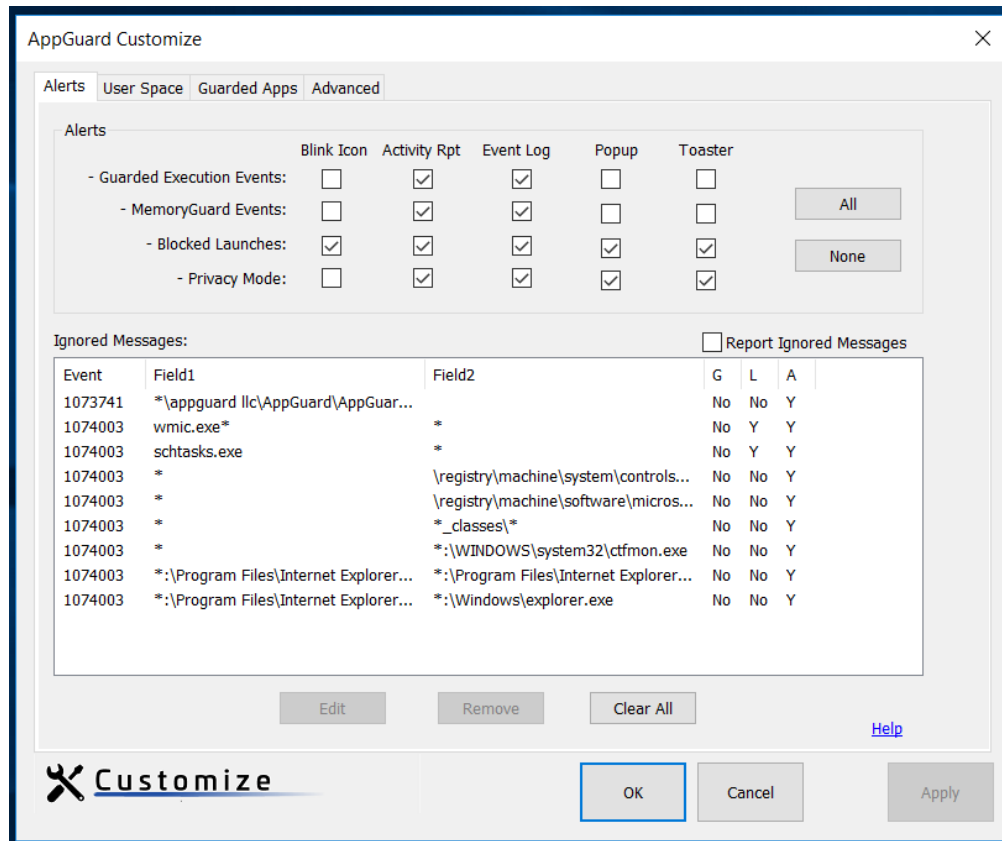 AppGuard Customize
Alerts User Space Guarded Apps Advanced
Alerts
Blink Icon Activity Rpt Event Log Popup Toaster
- Guarded Execution Events:
- MemoryGuard Events:
All
- Blocked Launches:
None
- Privacy Mode:
Ignored Messages: Report Ignored Messages
Event Field1 Field2 G L A
1073741 *\appguard llc\AppGuard\AppGuar... No No Y
1074003 wmic.exe* * No Y Y
1074003 schtasks.exe * No Y Y
1074003 * \registry\machine\system\controls... No No Y
1074003 * \registry\machine\software\micros... No No Y
1074003 * *_classes\* No No Y
1074003 * *:\WINDOWS\system32\ctfmon.exe No No Y
1074003 *:\Program Files\Internet Explorer... *:\Program Files\Internet Explorer... No No Y
1074003 *:\Program Files\Internet Explorer... *:\Windows\explorer.exe No No Y
Edit Remove Clear All
Help
Customize
OK Cancel Apply